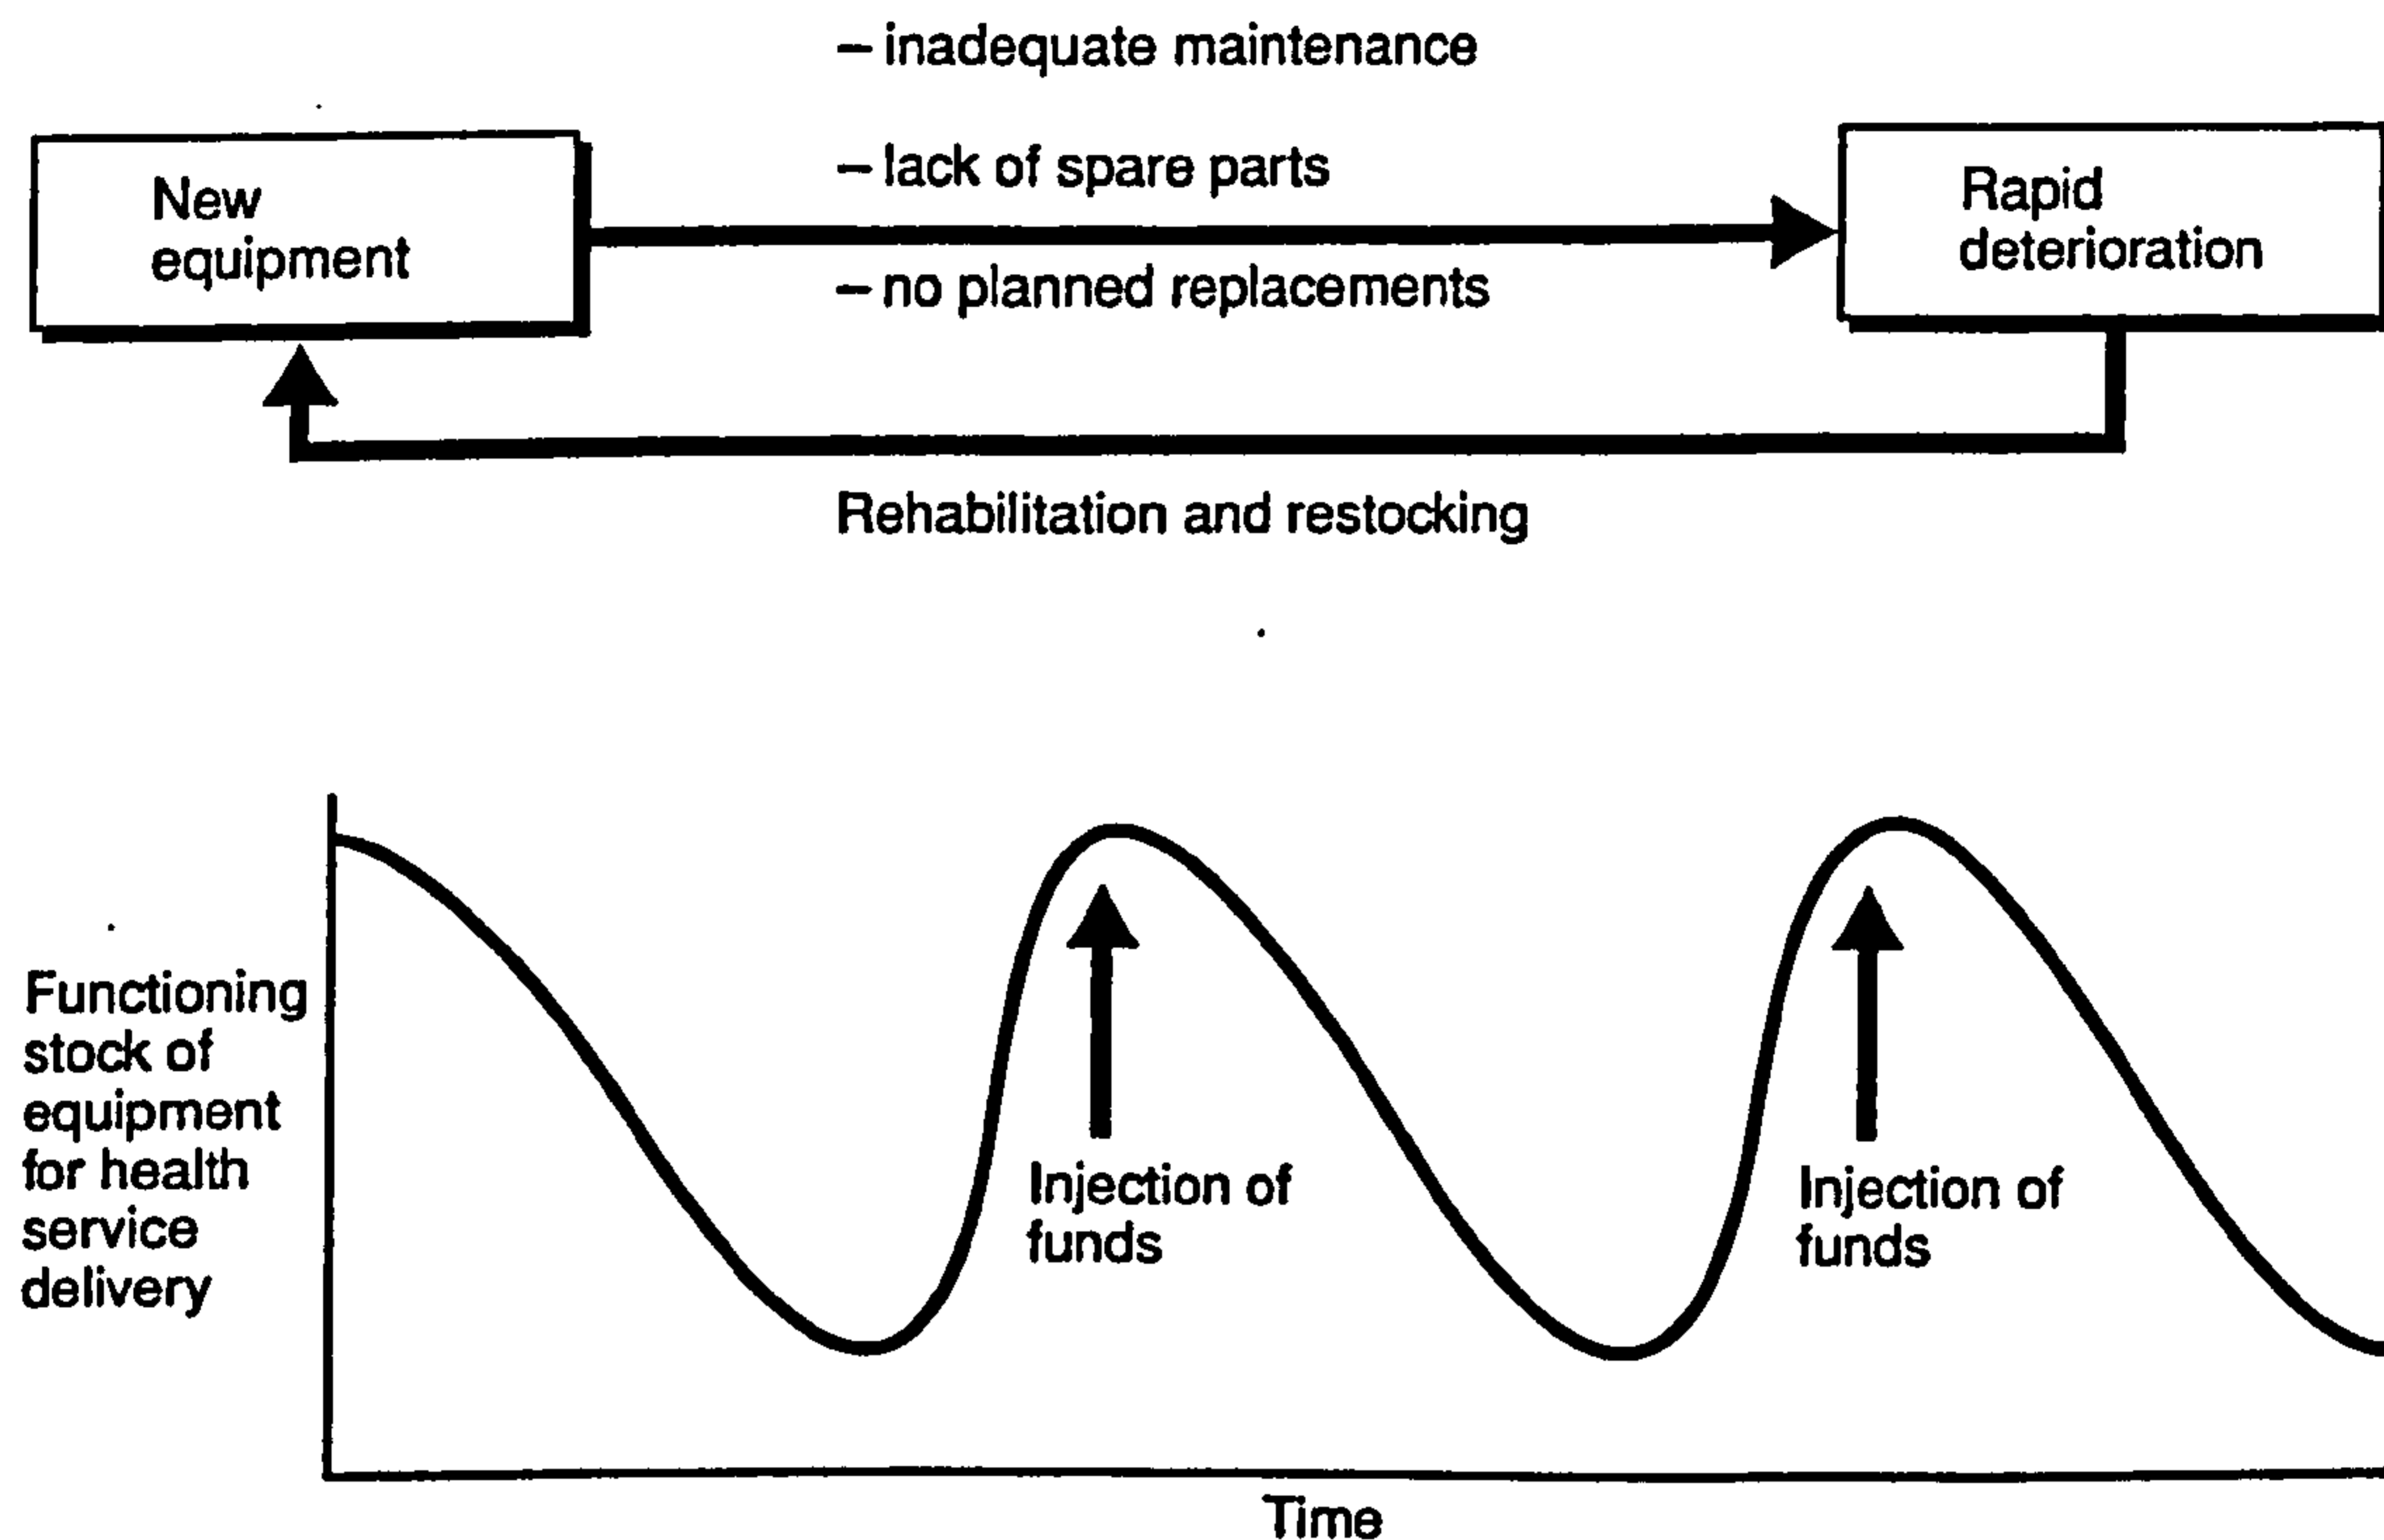 – inadequate maintenance
New
equipment
– lack of spare parts
– no planned replacements
Rapid
deterioration
Rehabilitation and restocking
Functioning
stock of
equipment
for health
service
delivery
Injection of
funds
Injection of
funds
Time